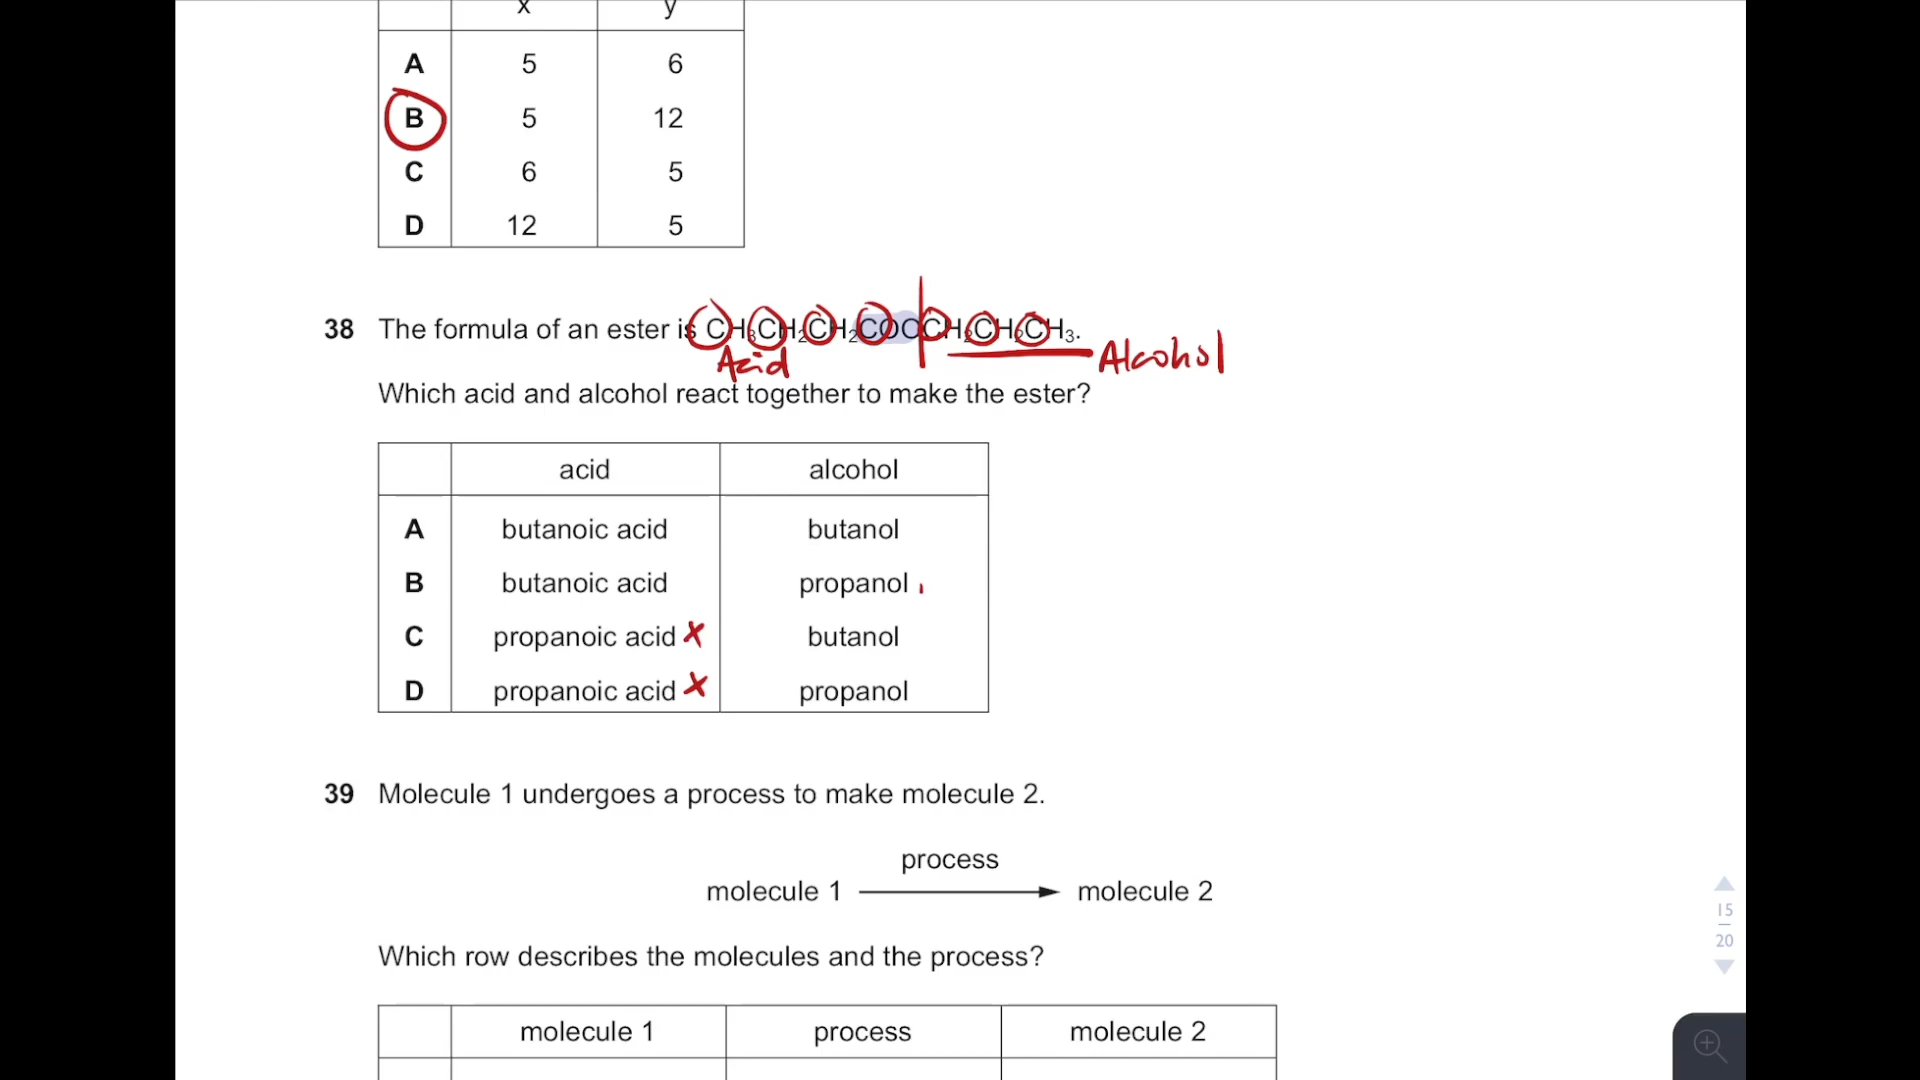 x y
A 5 6
B 5 12
C 6 5
D 12 5
38 The formula of an ester is CH₃CH₂CH₂COOCH₂CH₂CH₃.
Acid Alcohol
Which acid and alcohol react together to make the ester?
acid alcohol
A butanoic acid butanol
B butanoic acid propanol
C propanoic acid x butanol
D propanoic acid x propanol
39 Molecule 1 undergoes a process to make molecule 2.
process
molecule 1 molecule 2
Which row describes the molecules and the process?
15
20
molecule 1 process molecule 2